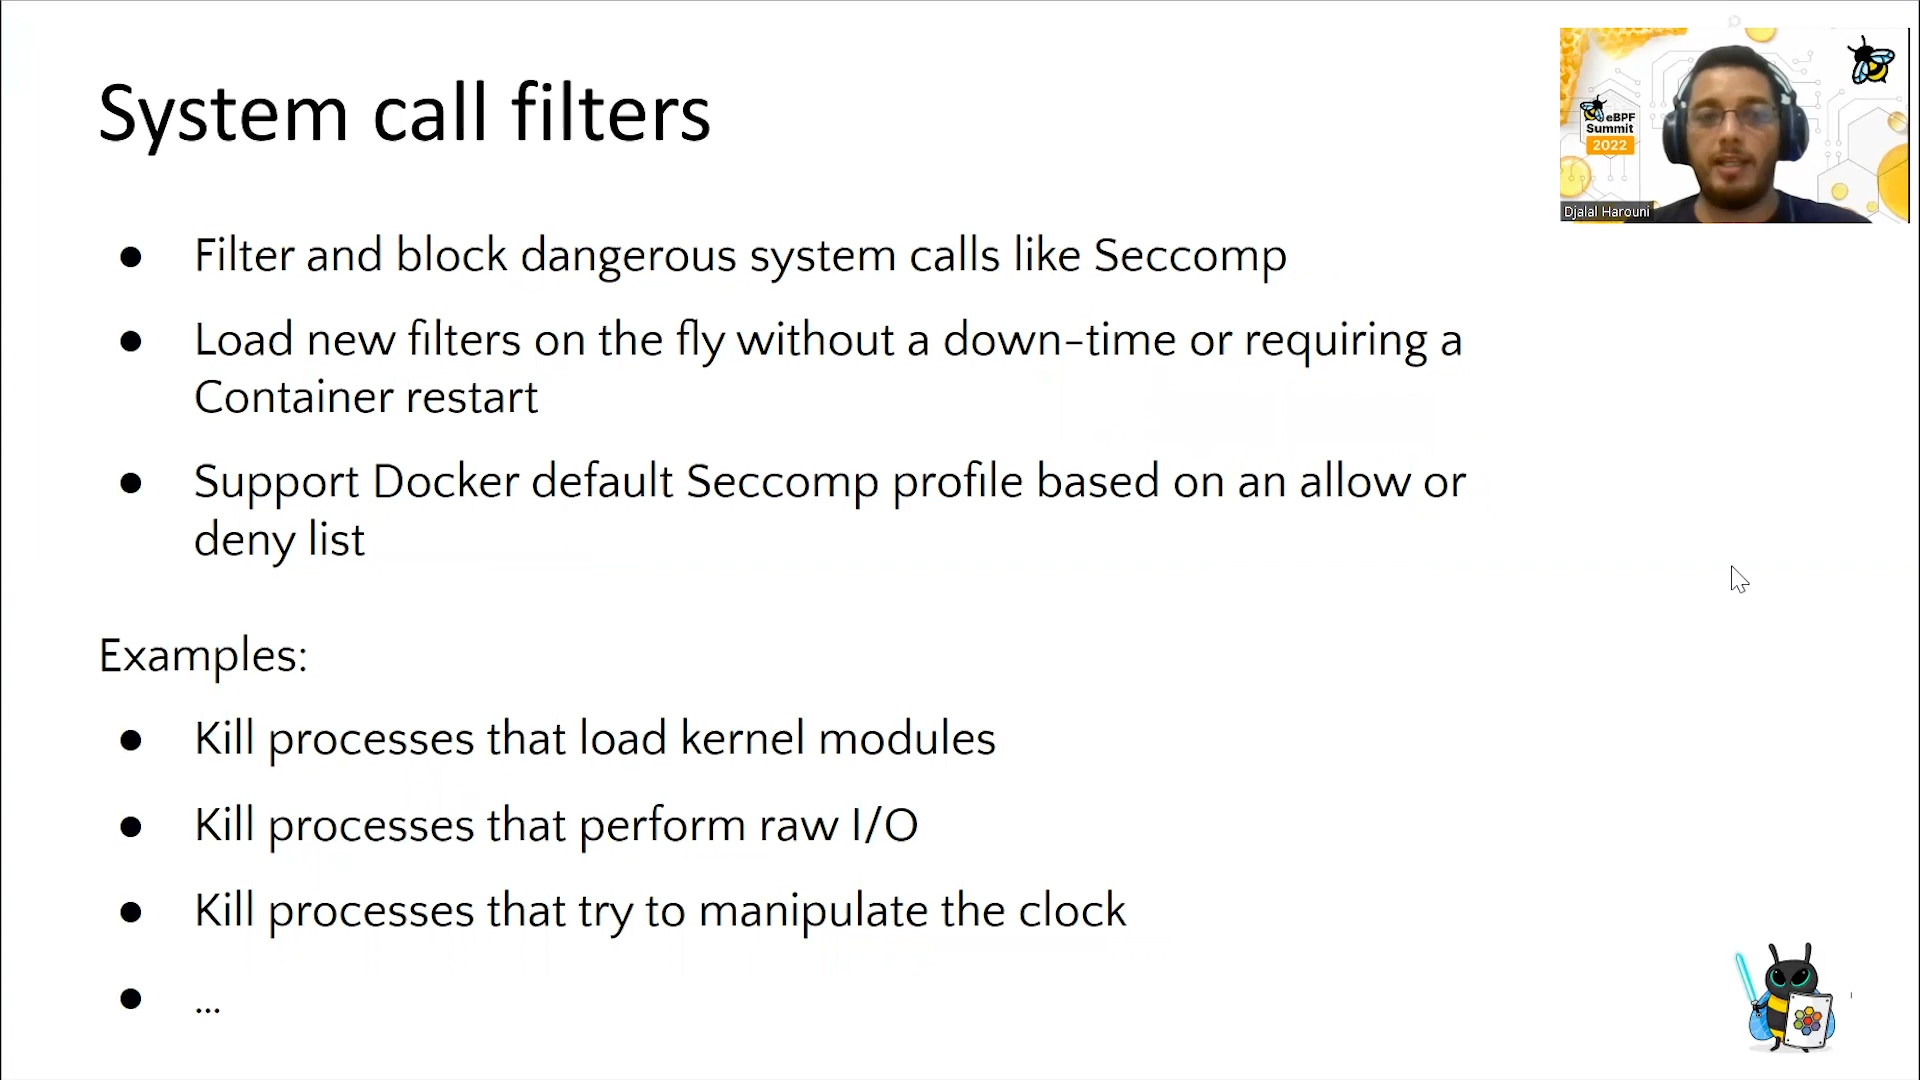 System call filters
● Filter and block dangerous system calls like Seccomp
● Load new filters on the fly without a down-time or requiring a
Container restart
● Support Docker default Seccomp profile based on an allow or
deny list
Examples:
● Kill processes that load kernel modules
● Kill processes that perform raw I/O
● Kill processes that try to manipulate the clock
● ...
eBPF
Summit
2022
Djalal Harouni